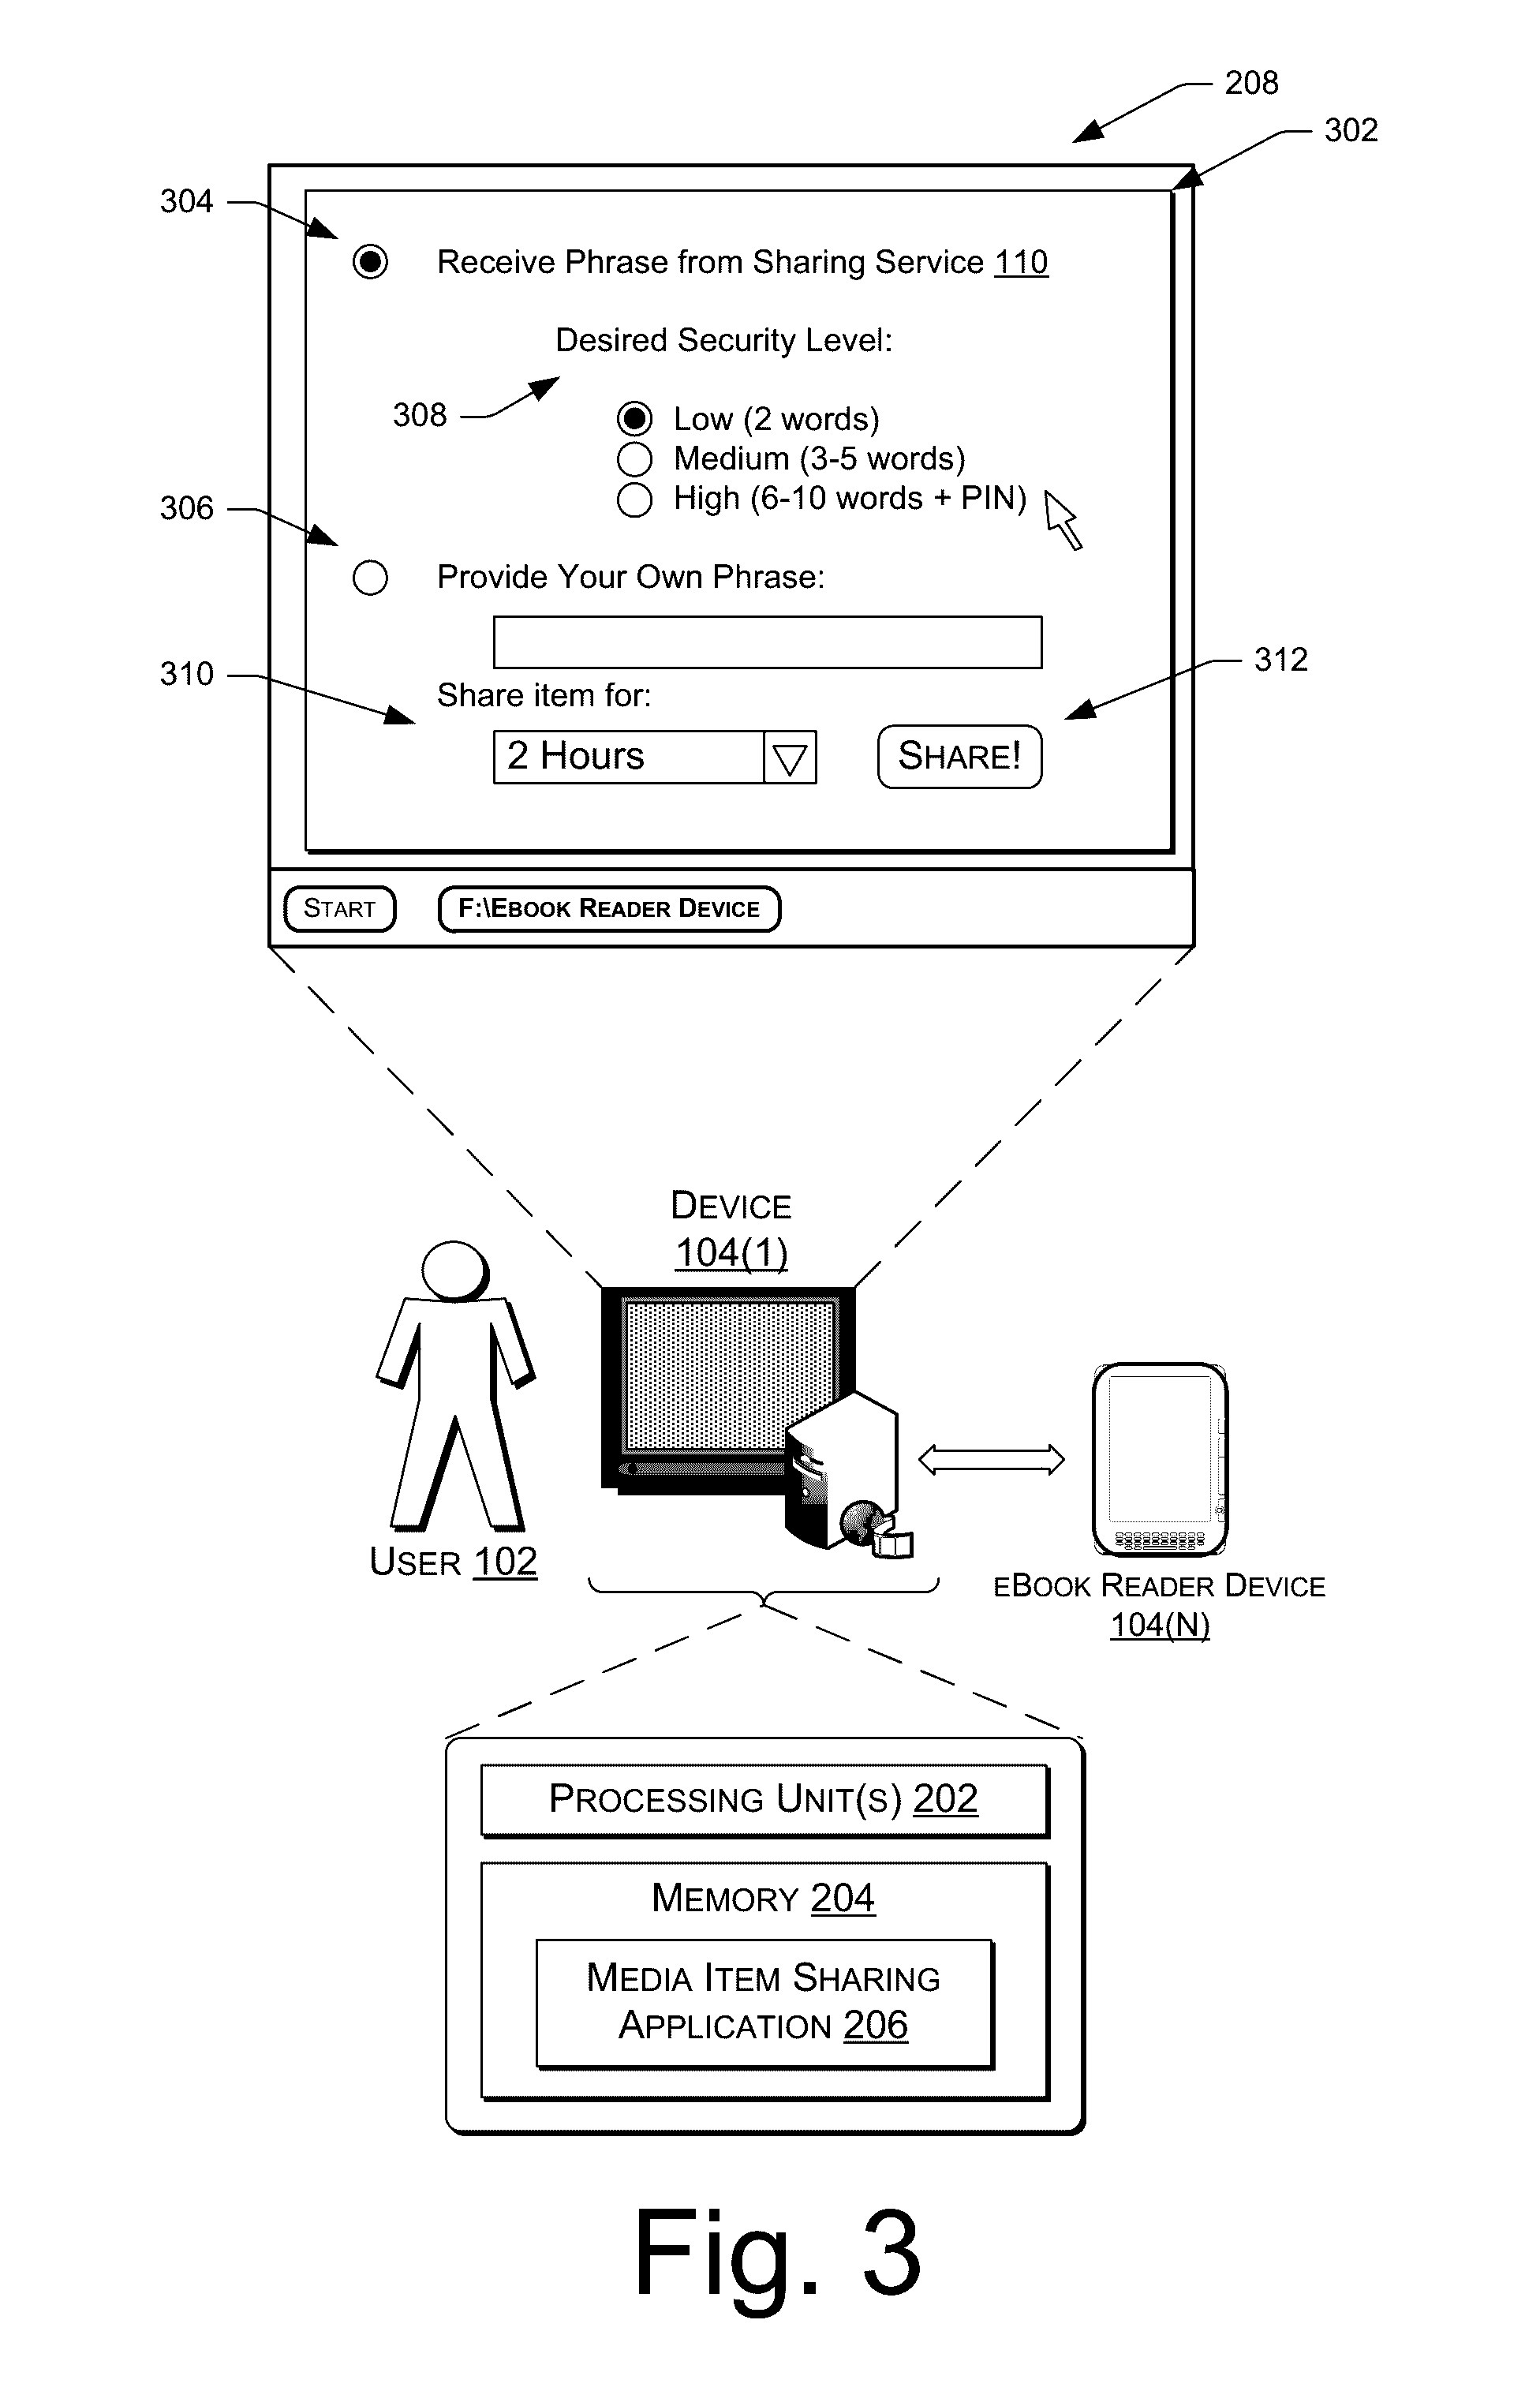 208
302
304
Receive Phrase from Sharing Service 110
Desired Security Level:
308
Low (2 words)
Medium (3-5 words)
306
High (6-10 words + PIN)
Provide Your Own Phrase:
312
310
Share item for:
2 Hours
SHARE!
START
F:\EBOOK READER DEVICE
DEVICE
104(1)
USER 102
EBOOK READER DEVICE
104(N)
PROCESSING UNIT(S) 202
MEMORY 204
MEDIA ITEM SHARING
APPLICATION 206
Fig. 3